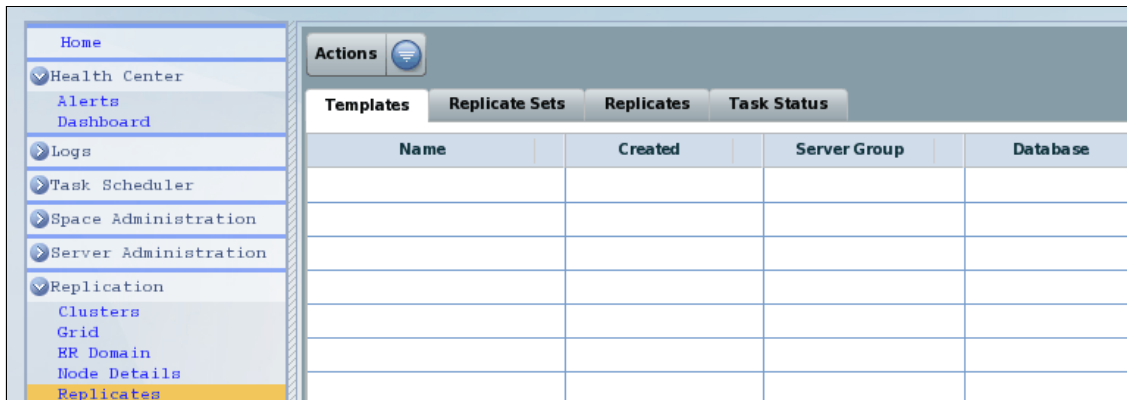 Home
Health Center
Alerts
Dashboard
Logs
Task Scheduler
Space Administration
Server Administration
Replication
Clusters
Grid
ER Domain
Node Details
Replicates
Actions
Templates Replicate Sets Replicates Task Status
Name Created Server Group Database